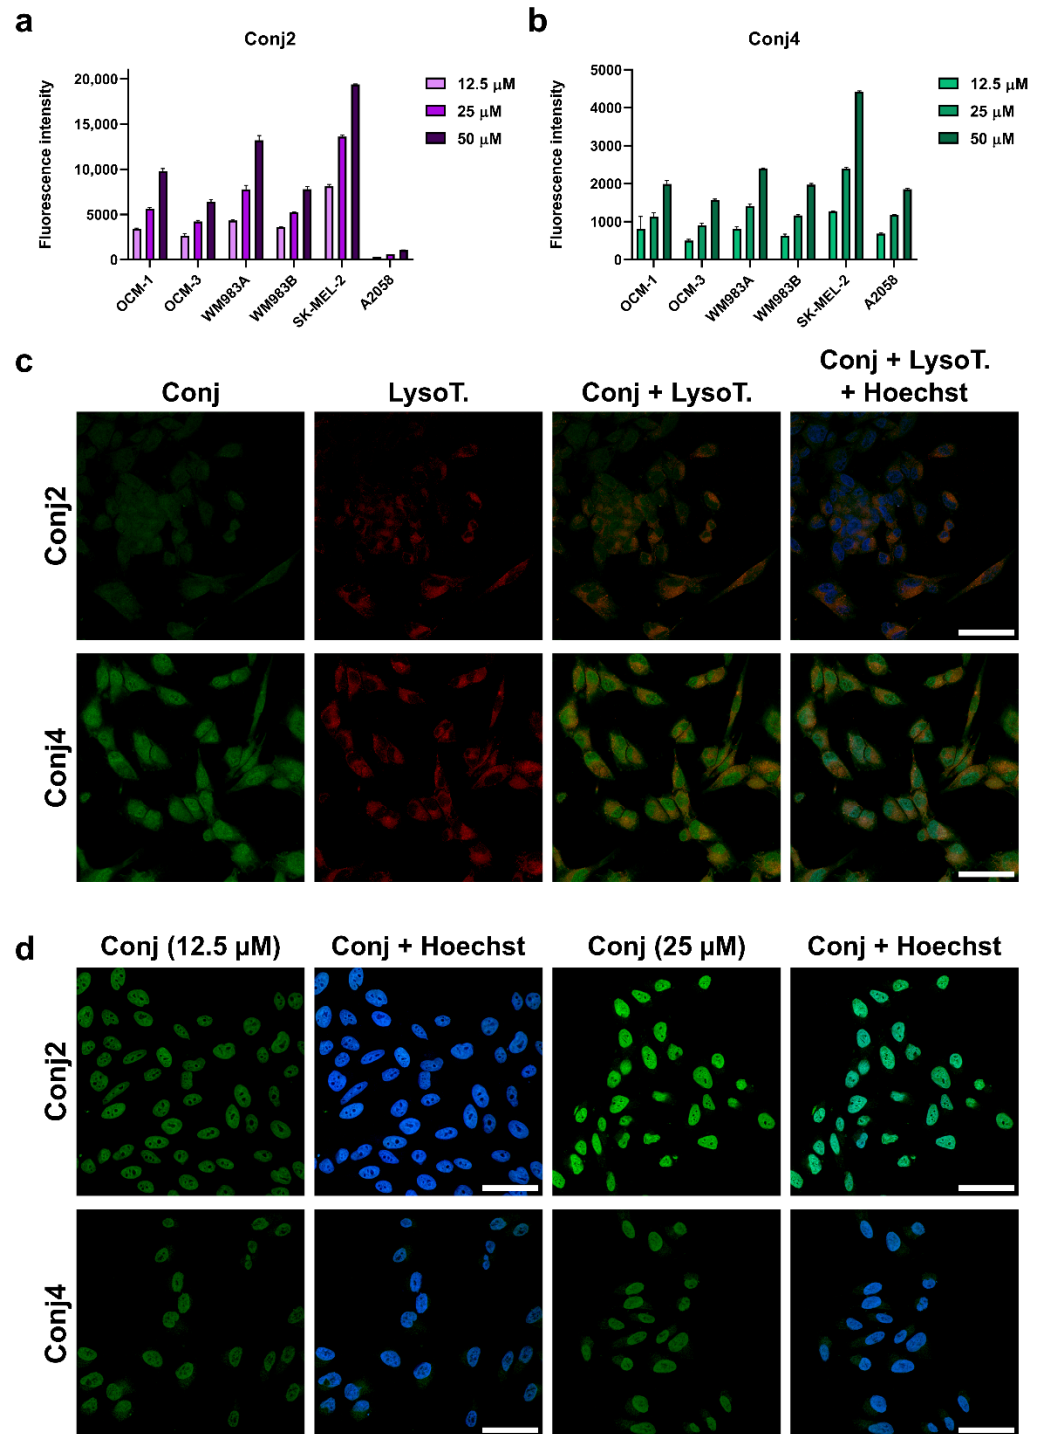 a
Conj2
Fluorescence intensity
20,000
15,000
10,000
5000
0
OCM-1
OCM-3
WM983A
WM983B
SK-MEL-2
A2058
12.5 µM
25 µM
50 µM
b
Conj4
Fluorescence intensity
5000
4000
3000
2000
1000
0
OCM-1
OCM-3
WM983A
WM983B
SK-MEL-2
A2058
12.5 µM
25 µM
50 µM
c
Conj
LysoT.
Conj + LysoT.
Conj + LysoT.
+ Hoechst
Conj2
Conj4
d
Conj (12.5 µM)
Conj + Hoechst
Conj (25 µM)
Conj + Hoechst
Conj2
Conj4